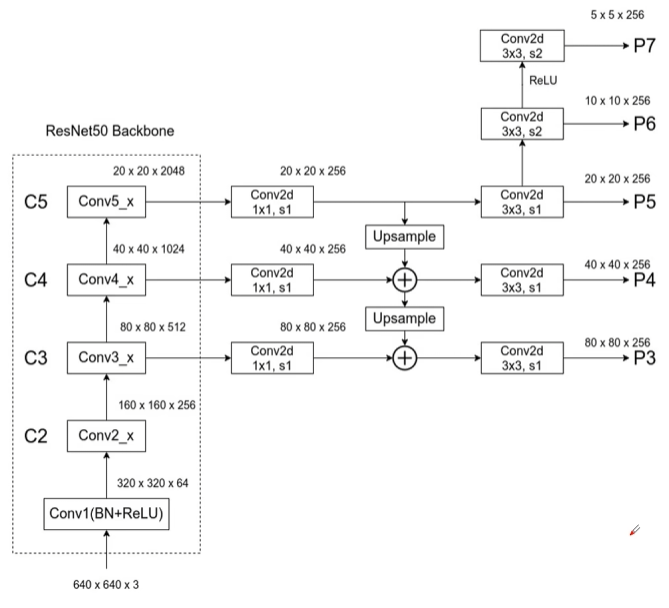 5 x 5 x 256
Conv2d
3x3, s2
P7
ReLU
10 x 10 x 256
Conv2d
3x3, s2
P6
ResNet50 Backbone
20 x 20 x 2048
20 x 20 x 256
20 x 20 x 256
C5
Conv5_x
Conv2d
1x1, s1
Conv2d
3x3, s1
P5
Upsample
40 x 40 x 1024
40 x 40 x 256
40 x 40 x 256
C4
Conv4_x
Conv2d
1x1, s1
+
Conv2d
3x3, s1
P4
Upsample
80 x 80 x 512
80 x 80 x 256
80 x 80 x 256
C3
Conv3_x
Conv2d
1x1, s1
+
Conv2d
3x3, s1
P3
160 x 160 x 256
C2
Conv2_x
320 x 320 x 64
Conv1(BN+ReLU)
640 x 640 x 3